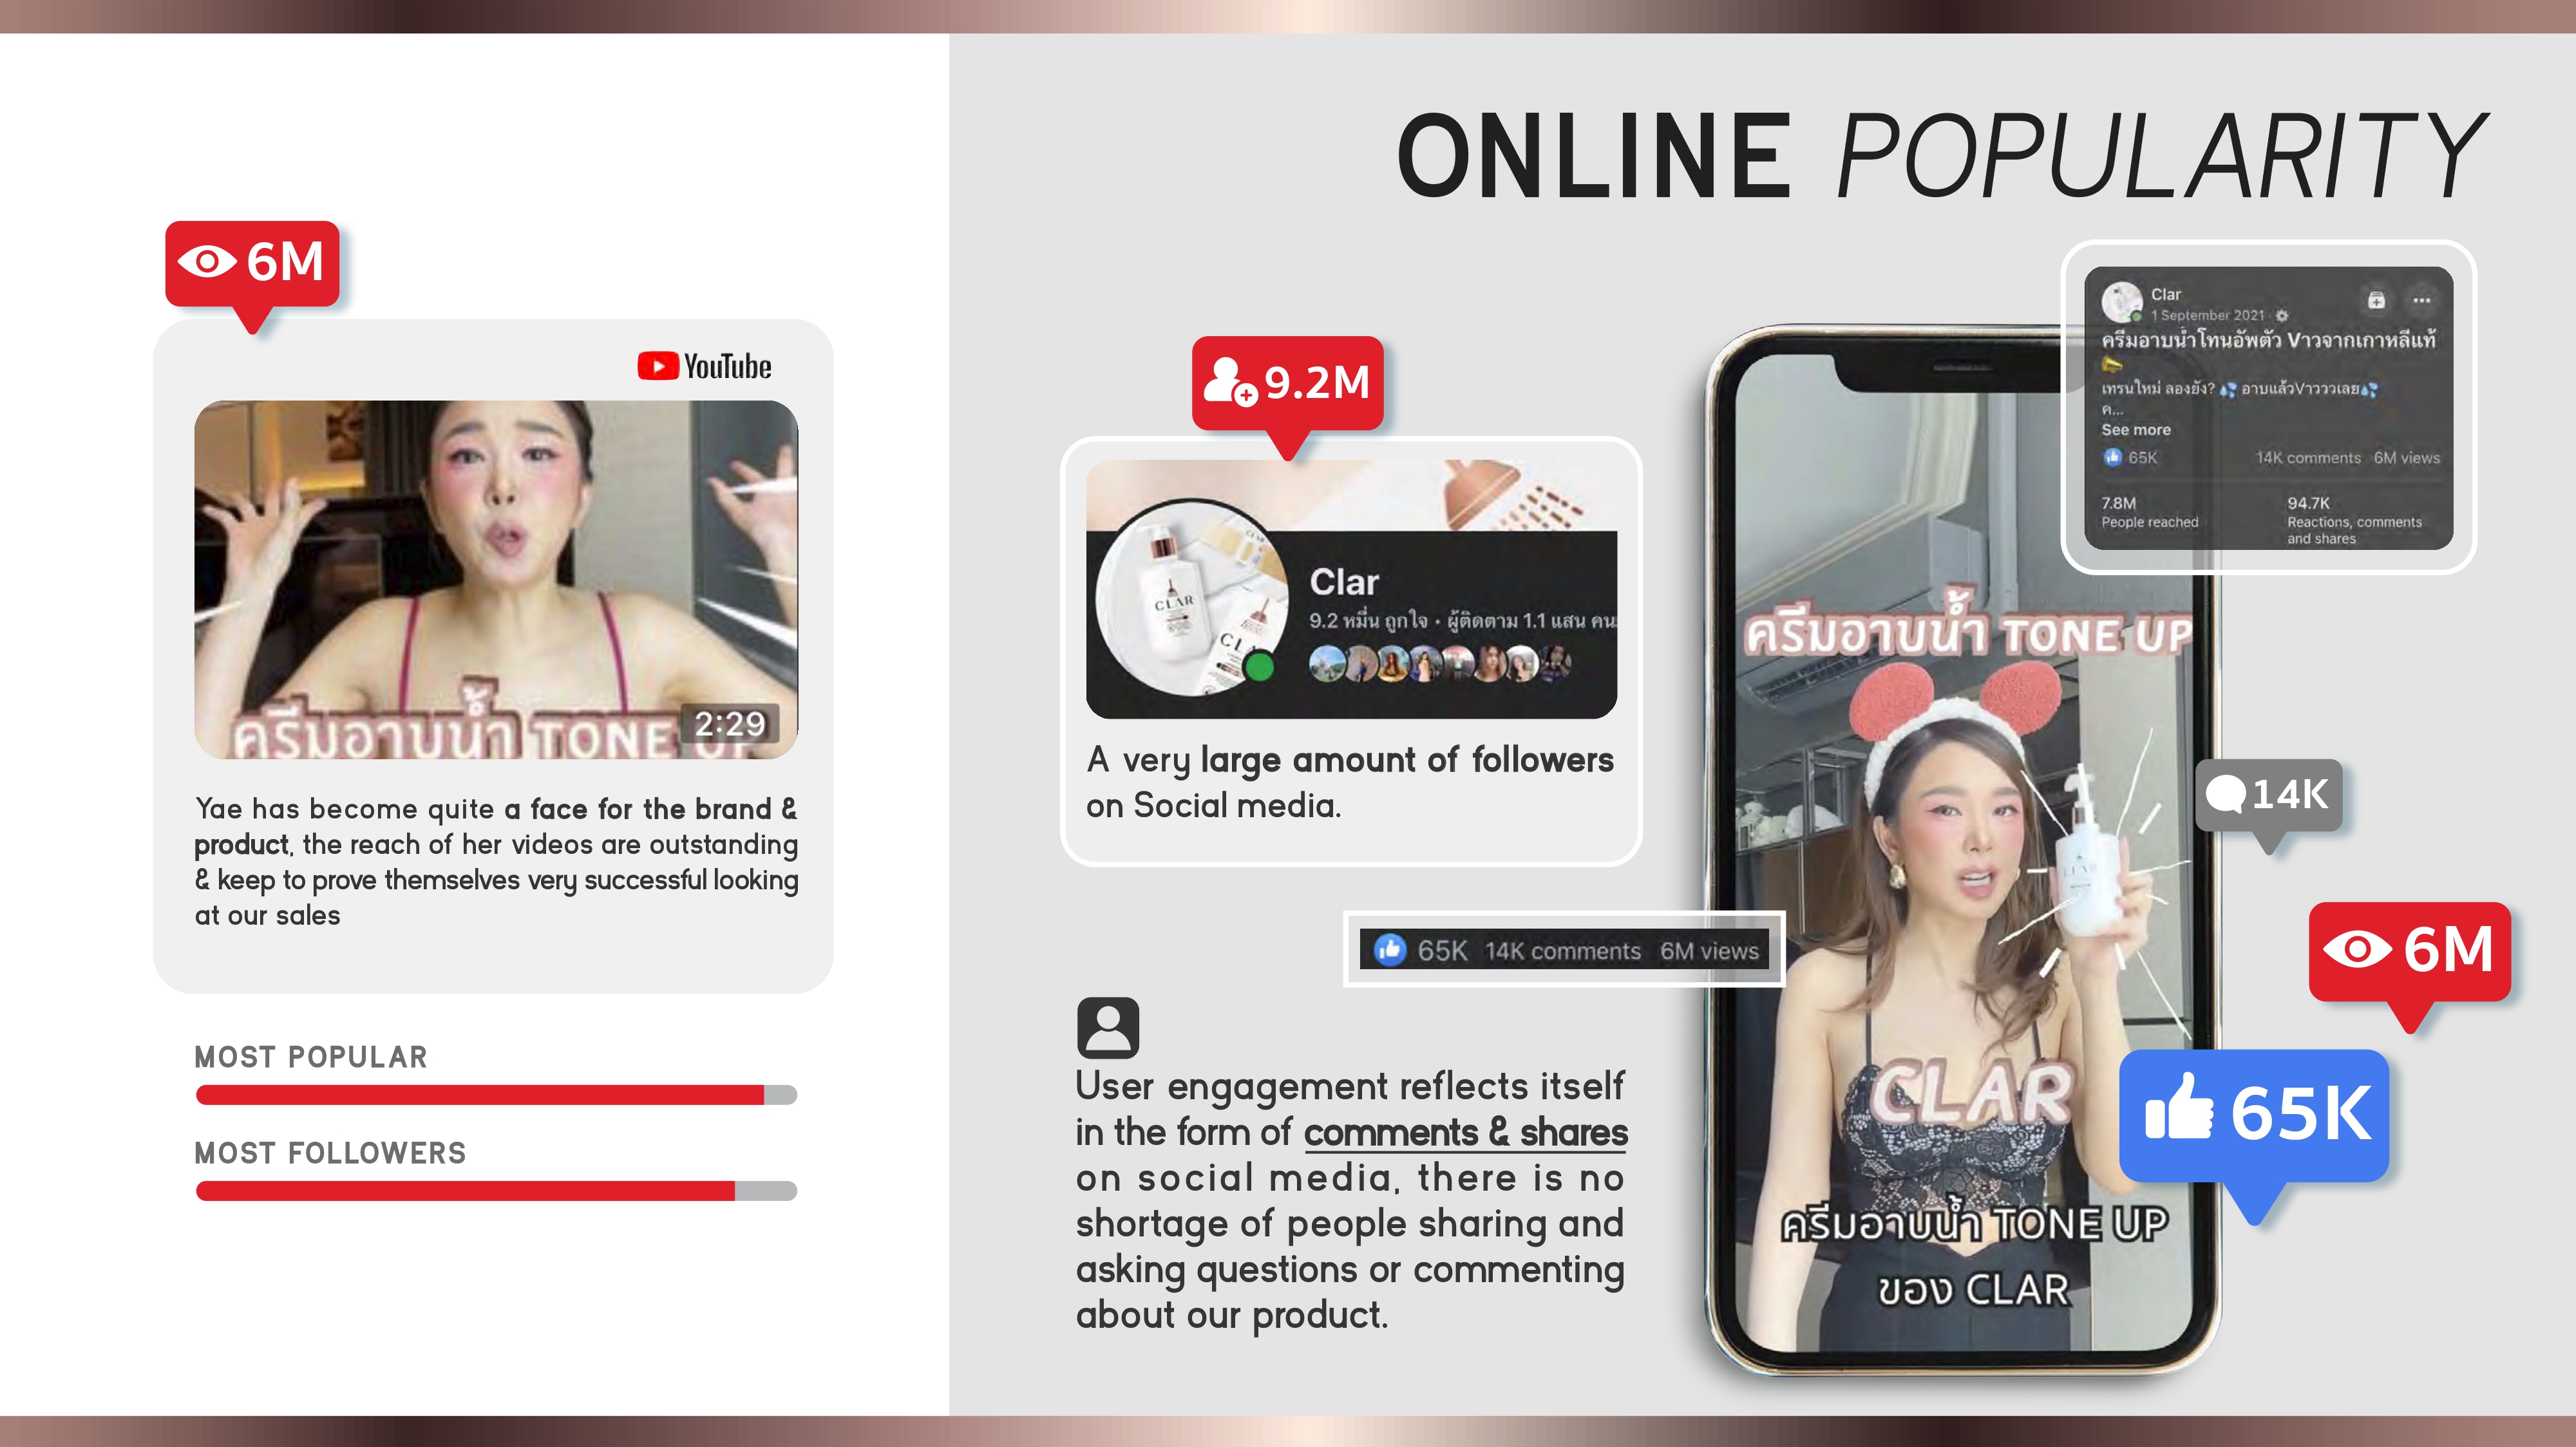 ONLINE POPULARITY
6M
YouTube
ครีมอาบน้ำ TONE UP
2:29
Yae has become quite a face for the brand &
product, the reach of her videos are outstanding
& keep to prove themselves very successful looking
at our sales
MOST POPULAR
MOST FOLLOWERS
9.2M
CLAR
Clar
9.2 หมื่น ถูกใจ • ผู้ติดตาม 1.1 แสน คน
A very large amount of followers
on Social media.
65K 14K comments 6M views
User engagement reflects itself
in the form of comments & shares
on social media, there is no
shortage of people sharing and
asking questions or commenting
about our product.
Clar
1 September 2021
ครีมอาบน้ำโทนอัพตัว Vาวจากเกาหลีแท้
เทรนใหม่ ลองยัง? อาบแล้วVาวววเลย
ค...
See more
65K 14K comments 6M views
7.8M
People reached
94.7K
Reactions, comments
and shares
ครีมอาบน้ำ TONE UP
CLAR
CLAR
ครีมอาบน้ำ TONE UP
ของ CLAR
14K
6M
65K